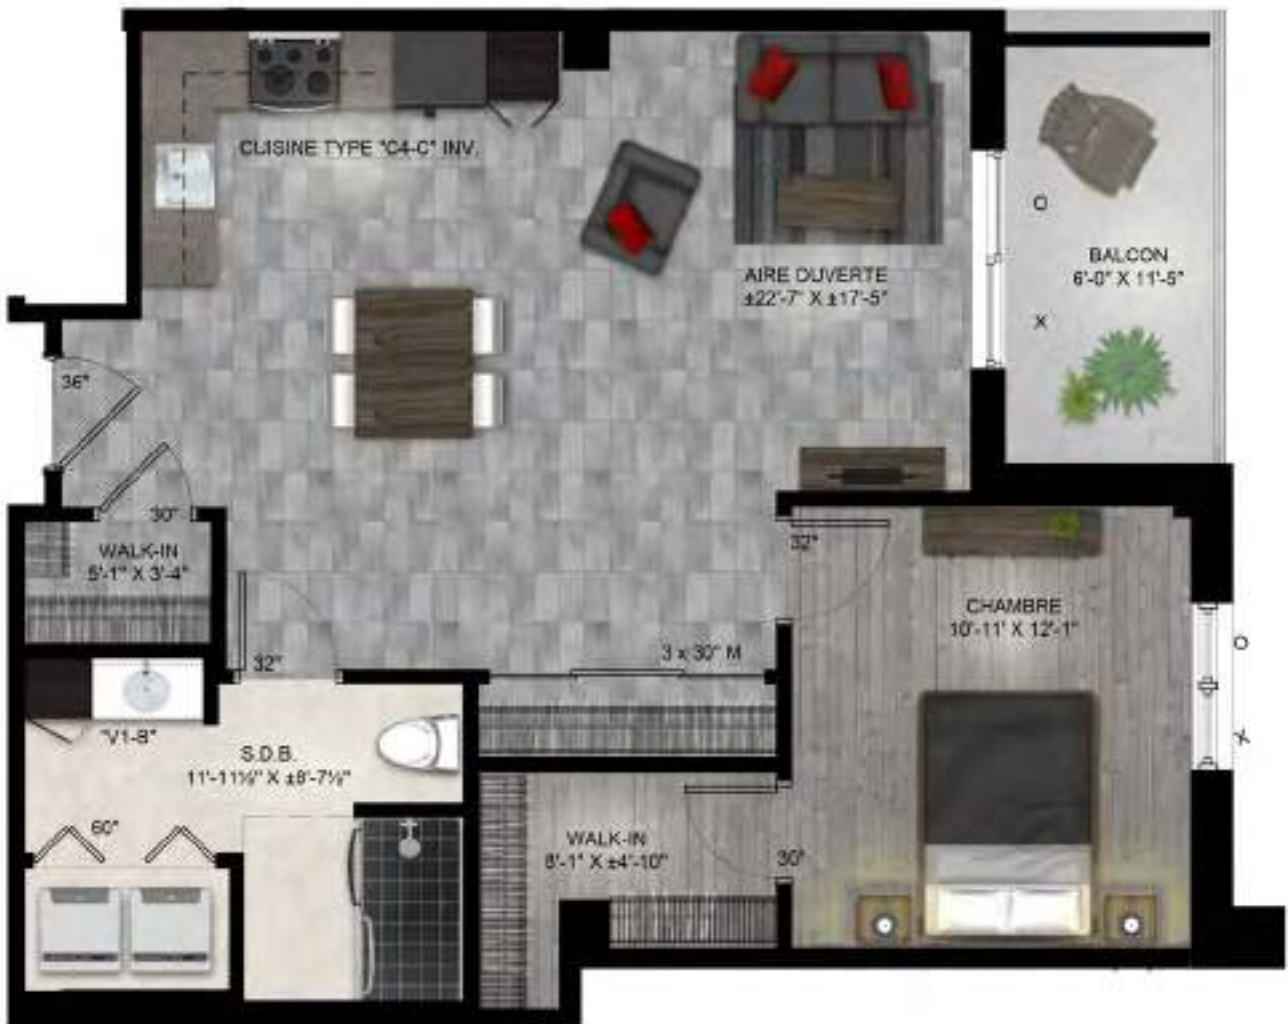 CUISINE TYPE "C4-C" INV.
AIRE OUVERTE
±22'-7" X ±17'-5"
O
X
BALCON
6'-0" X 11'-5"
36"
30"
WALK-IN
5'-1" X 3'-4"
32"
3 x 30" M
32"
CHAMBRE
10'-11' X 12'-1"
O
X
"V1-B"
S.D.B.
11'-11½" X ±8'-7½"
60"
WALK-IN
8'-1" X ±4'-10"
30"